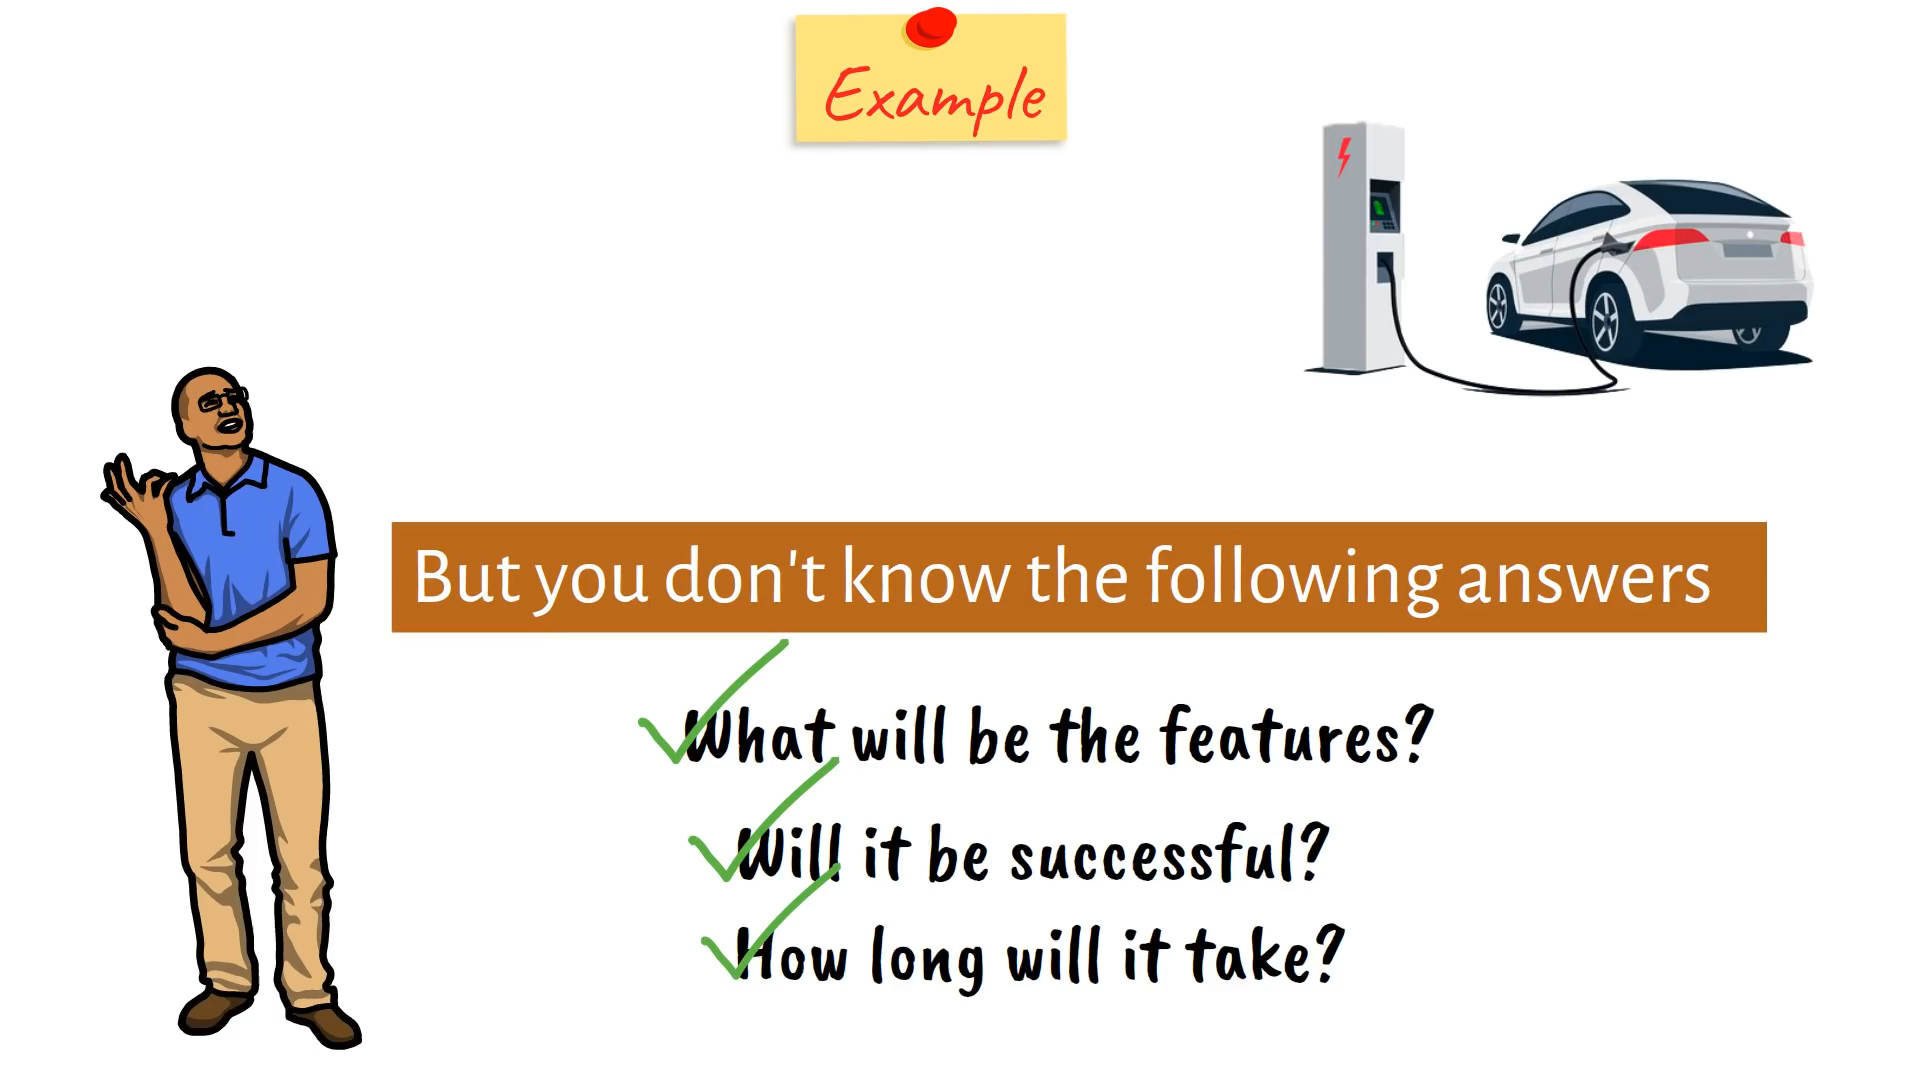 Example
But you don't know the following answers
What will be the features?
Will it be successful?
How long will it take?